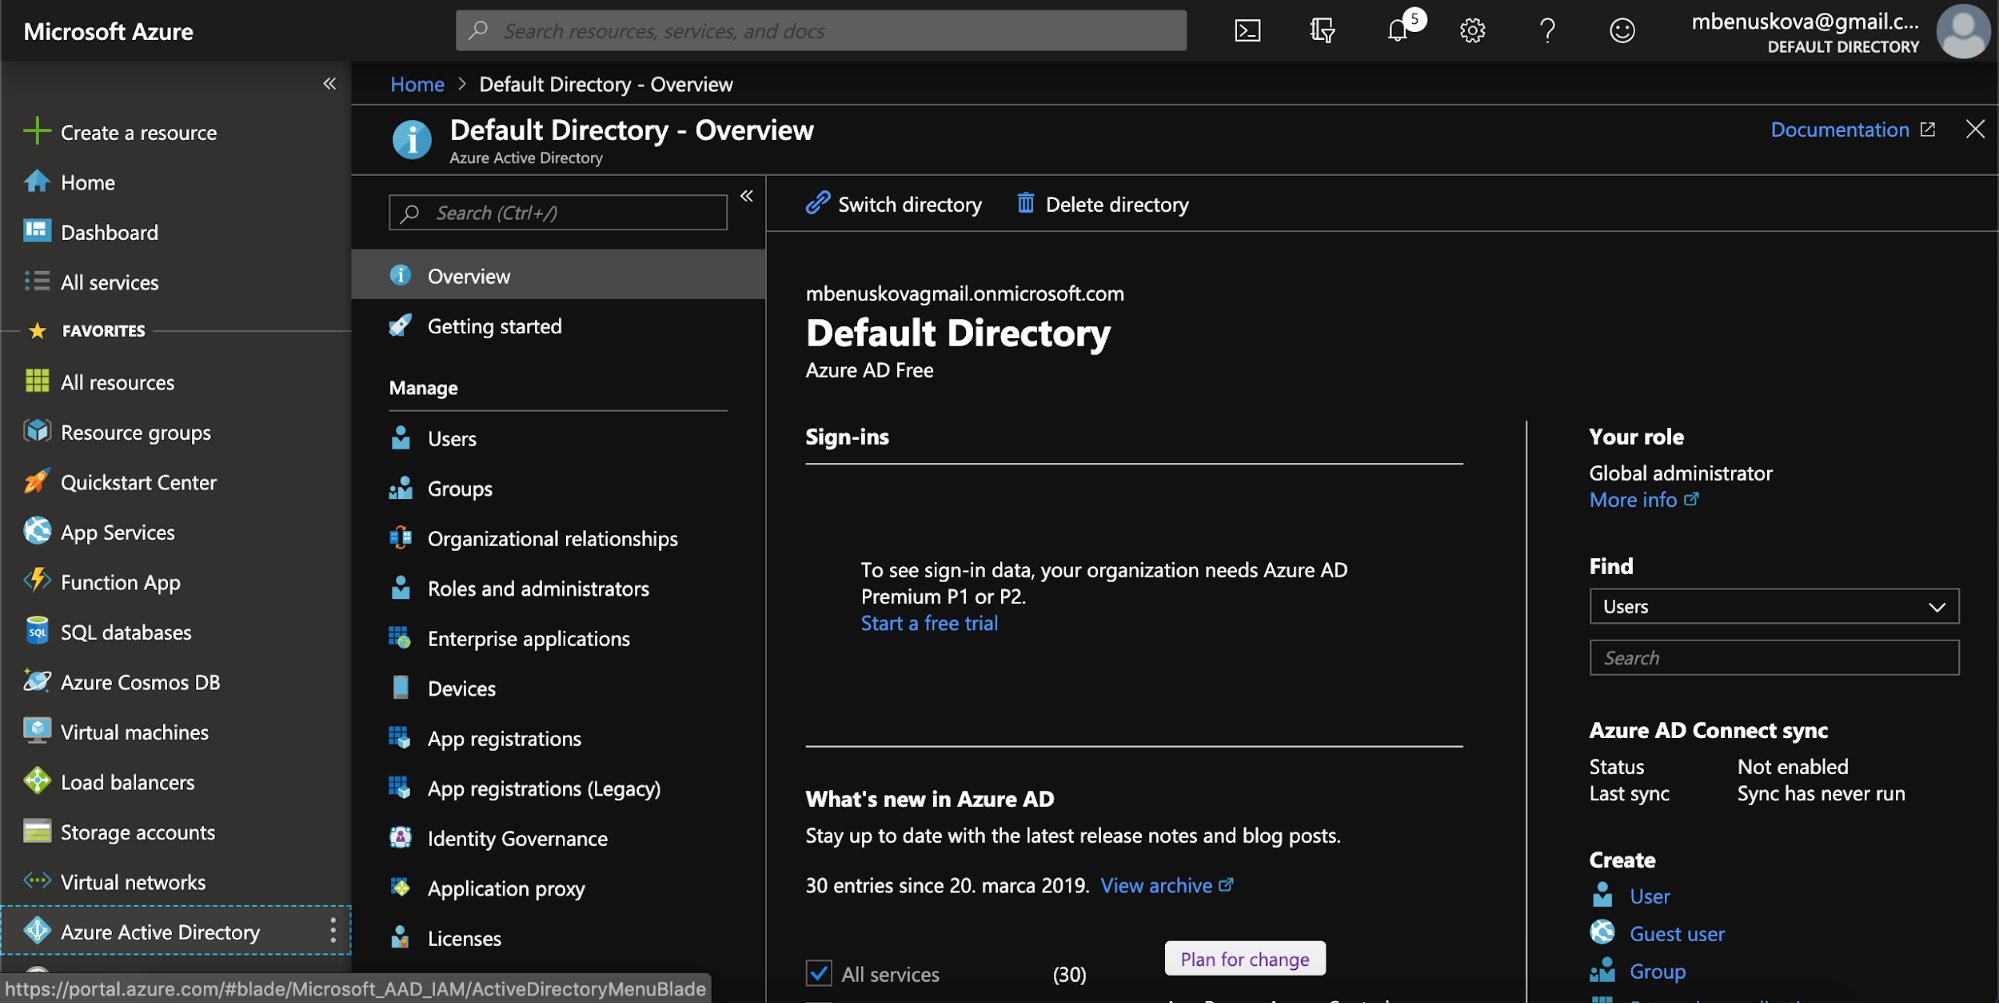 Microsoft Azure
Search resources, services, and docs
5
mbenuskova@gmail.c...
DEFAULT DIRECTORY
«
Create a resource
Home
Dashboard
All services
FAVORITES
All resources
Resource groups
Quickstart Center
App Services
Function App
SQL
SQL databases
Azure Cosmos DB
Virtual machines
Load balancers
Storage accounts
Virtual networks
Azure Active Directory
https://portal.azure.com/#blade/Microsoft_AAD_IAM/ActiveDirectoryMenuBlade
Home > Default Directory - Overview
Default Directory - Overview
Azure Active Directory
Documentation
Search (Ctrl+/)
«
Overview
Getting started
Manage
Users
Groups
Organizational relationships
Roles and administrators
Enterprise applications
Devices
App registrations
App registrations (Legacy)
Identity Governance
Application proxy
Licenses
Switch directory
Delete directory
mbenuskovagmail.onmicrosoft.com
Default Directory
Azure AD Free
Sign-ins
To see sign-in data, your organization needs Azure AD
Premium P1 or P2.
Start a free trial
What's new in Azure AD
Stay up to date with the latest release notes and blog posts.
30 entries since 20. marca 2019. View archive
All services (30)
Plan for change
Your role
Global administrator
More info
Find
Users
Search
Azure AD Connect sync
Status Not enabled
Last sync Sync has never run
Create
User
Guest user
Group